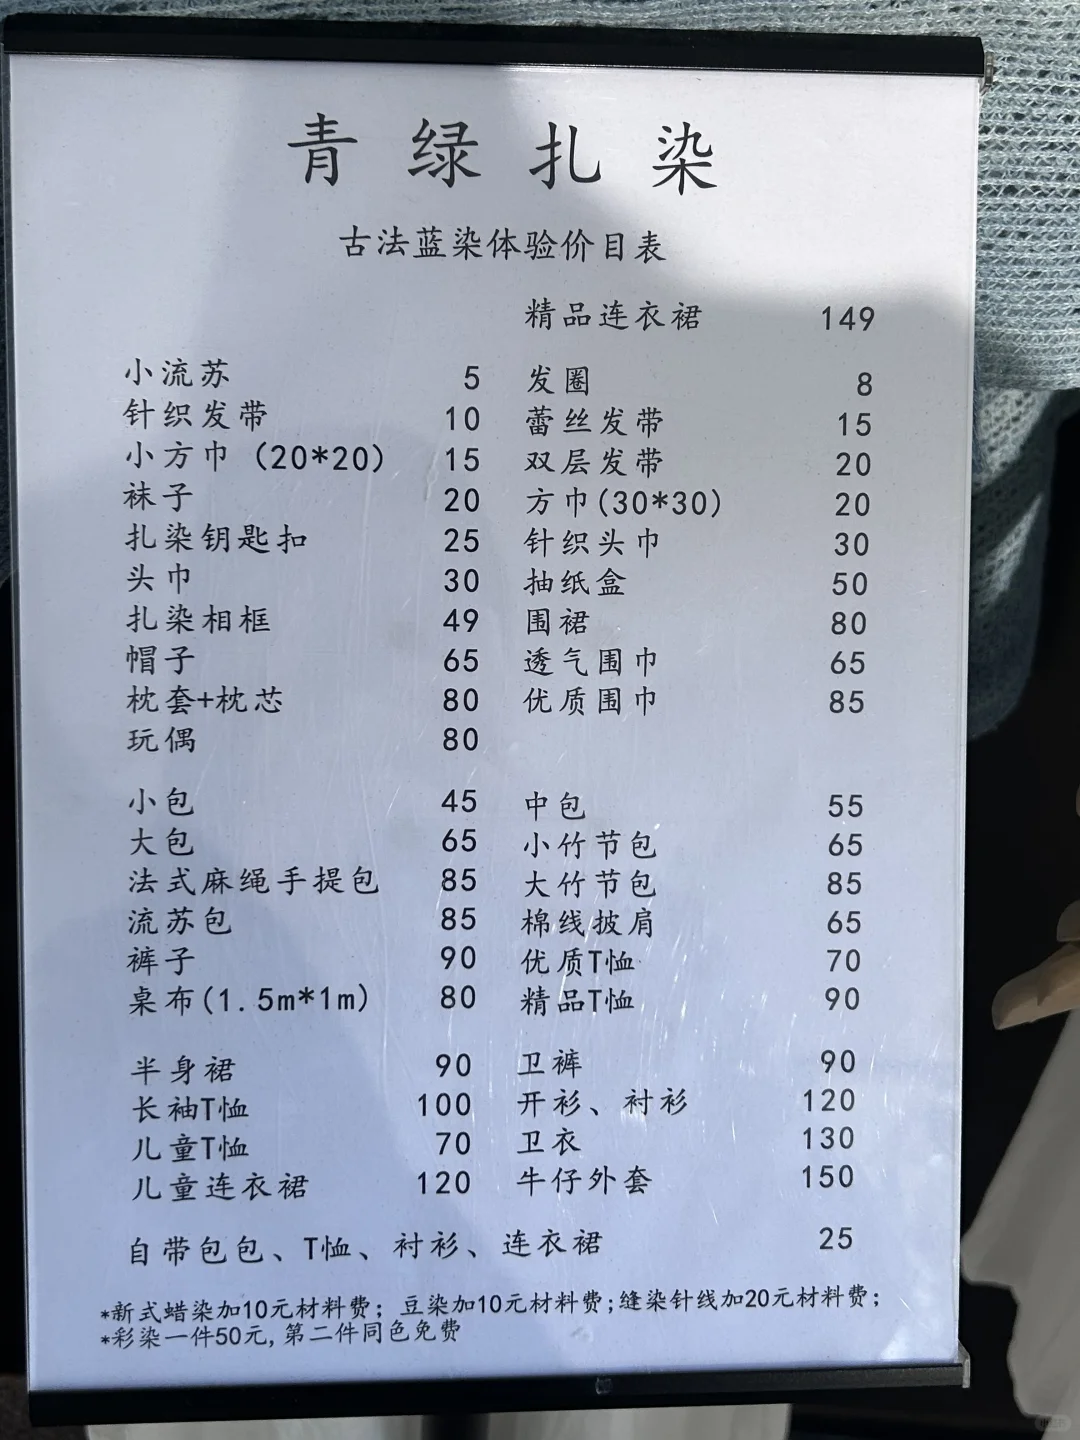 青绿扎染
古法蓝染体验价目表
精品连衣裙 149
小流苏 5 发圈 8
针织发带 10 蕾丝发带 15
小方巾（20*20） 15 双层发带 20
袜子 20 方巾(30*30) 20
扎染钥匙扣 25 针织头巾 30
头巾 30 抽纸盒 50
扎染相框 49 围裙 80
帽子 65 透气围巾 65
枕套+枕芯 80 优质围巾 85
玩偶 80
小包 45 中包 55
大包 65 小竹节包 65
法式麻绳手提包 85 大竹节包 85
流苏包 85 棉线披肩 65
裤子 90 优质T恤 70
桌布(1.5m*1m) 80 精品T恤 90
半身裙 90 卫裤 90
长袖T恤 100 开衫、衬衫 120
儿童T恤 70 卫衣 130
儿童连衣裙 120 牛仔外套 150
自带包包、T恤、衬衫、连衣裙 25
*新式蜡染加10元材料费；豆染加10元材料费;缝染针线加20元材料费；
*彩染一件50元,第二件同色免费